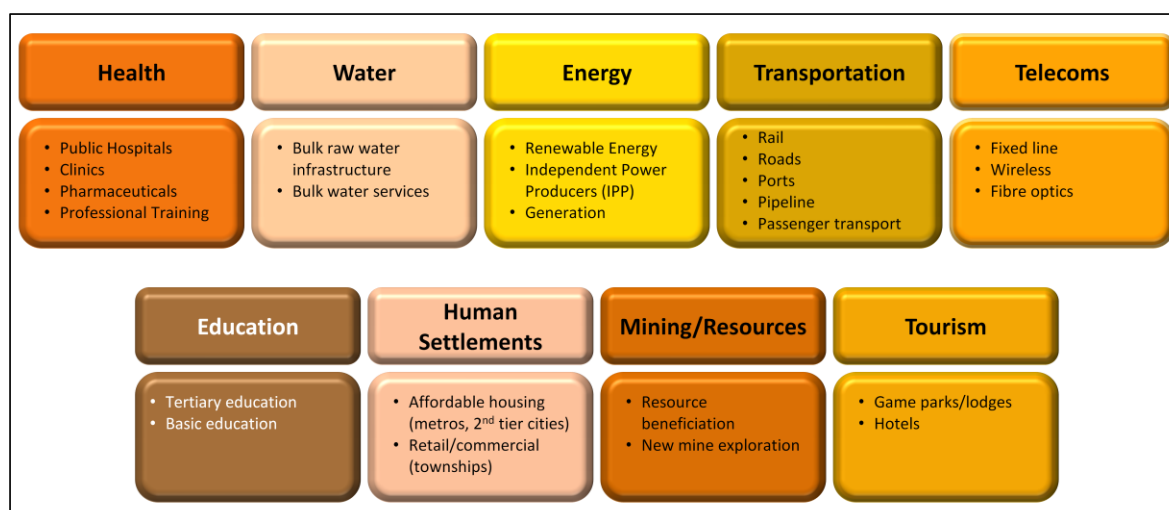 Health
Water
Energy
Transportation
Telecoms
• Public Hospitals
• Clinics
• Pharmaceuticals
• Professional Training
• Bulk raw water
infrastructure
• Bulk water services
• Renewable Energy
• Independent Power
Producers (IPP)
• Generation
• Rail
• Roads
• Ports
• Pipeline
• Passenger transport
• Fixed line
• Wireless
• Fibre optics
Education
Human
Settlements
Mining/Resources
Tourism
• Tertiary education
• Basic education
• Affordable housing
(metros, 2nd tier cities)
• Retail/commercial
(townships)
• Resource
beneficiation
• New mine exploration
• Game parks/lodges
• Hotels